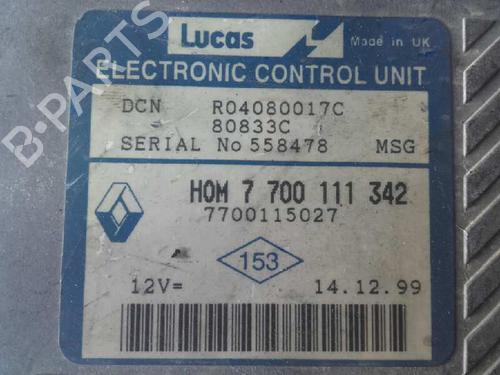 Lucas
Made in UK
ELECTRONIC CONTROL UNIT
DCN R04080017C
80833C
SERIAL No 558478 MSG
HOM 7 700 111 342
7700115027
153
12V= 14.12.99
B-PARTS